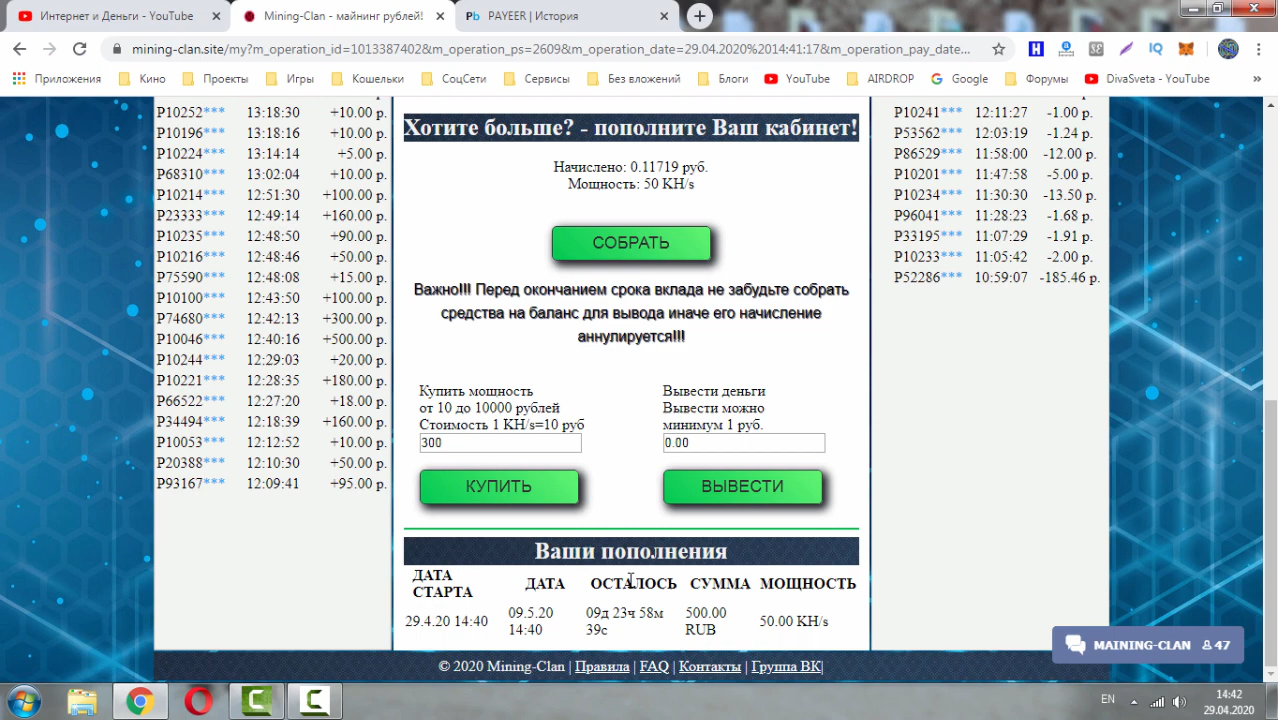 Интернет и Деньги - YouTube
Mining-Clan - майнинг рублей!
PAYEER | История
mining-clan.site/my?m_operation_id=1013387402&m_operation_ps=2609&m_operation_date=29.04.2020%2014:41:17&m_operation_pay_date...
Приложения
Кино
Проекты
Игры
Кошельки
СоцСети
Сервисы
Без вложений
Блоги
YouTube
AIRDROP
Google
Форумы
DivaSveta - YouTube
»
P10252*** 13:18:30 +10.00 р.
P10196*** 13:18:16 +10.00 р.
P10224*** 13:14:14 +5.00 р.
P68310*** 13:02:04 +10.00 р.
P10214*** 12:51:30 +100.00 р.
P23333*** 12:49:14 +160.00 р.
P10235*** 12:48:50 +90.00 р.
P10216*** 12:48:46 +50.00 р.
P75590*** 12:48:08 +15.00 р.
P10100*** 12:43:50 +100.00 р.
P74680*** 12:42:13 +300.00 р.
P10046*** 12:40:16 +500.00 р.
P10244*** 12:29:03 +20.00 р.
P10221*** 12:28:35 +180.00 р.
P66522*** 12:27:20 +18.00 р.
P34494*** 12:18:39 +160.00 р.
P10053*** 12:12:52 +10.00 р.
P20388*** 12:10:30 +50.00 р.
P93167*** 12:09:41 +95.00 р.
Хотите больше? - пополните Ваш кабинет!
Начислено: 0.11719 руб.
Мощность: 50 KH/s
СОБРАТЬ
Важно!!! Перед окончанием срока вклада не забудьте собрать
средства на баланс для вывода иначе его начисление
аннулируется!!!
Купить мощность
от 10 до 10000 рублей
Стоимость 1 KH/s=10 руб
300
КУПИТЬ
Вывести деньги
Вывести можно
минимум 1 руб.
0.00
ВЫВЕСТИ
Ваши пополнения
ДАТА СТАРТА
ДАТА
ОСТАЛОСЬ
СУММА
МОЩНОСТЬ
29.4.20 14:40
09.5.20
14:40
09д 23ч 58м
39с
500.00
RUB
50.00 KH/s
P10241*** 12:11:27 -1.00 р.
P53562*** 12:03:19 -1.24 р.
P86529*** 11:58:00 -12.00 р.
P10201*** 11:47:58 -5.00 р.
P10234*** 11:30:30 -13.50 р.
P96041*** 11:28:23 -1.68 р.
P33195*** 11:07:29 -1.91 р.
P10233*** 11:05:42 -2.00 р.
P52286*** 10:59:07 -185.46 р.
© 2020 Mining-Clan | Правила | FAQ | Контакты | Группа ВК|
MAINING-CLAN 47
EN
14:42
29.04.2020